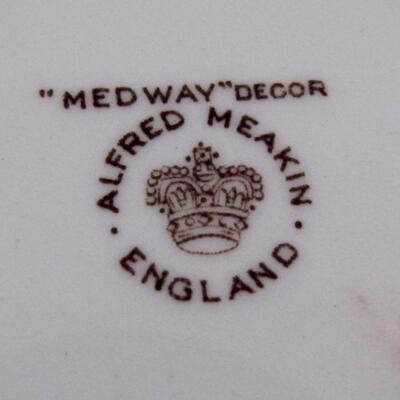 "MEDWAY" DECOR
ALFRED MEAKIN
ENGLAND